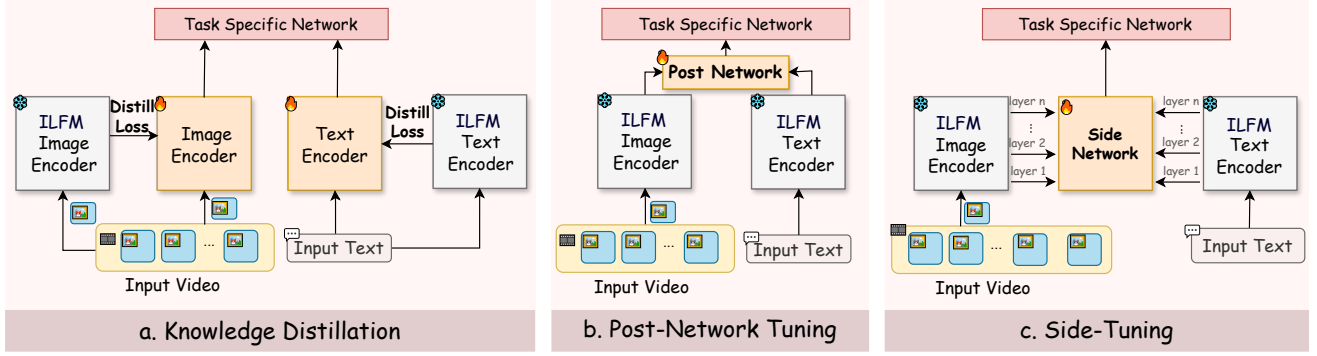 Task Specific Network
ILFM
Image
Encoder
Distill
Loss
Image
Encoder
Text
Encoder
Distill
Loss
ILFM
Text
Encoder
...
Input Text
Input Video
a. Knowledge Distillation
Task Specific Network
Post Network
ILFM
Image
Encoder
ILFM
Text
Encoder
...
Input Text
Input Video
b. Post-Network Tuning
Task Specific Network
ILFM
Image
Encoder
layer n
...
layer 2
layer 1
Side
Network
layer n
...
layer 2
layer 1
ILFM
Text
Encoder
...
Input Text
Input Video
c. Side-Tuning